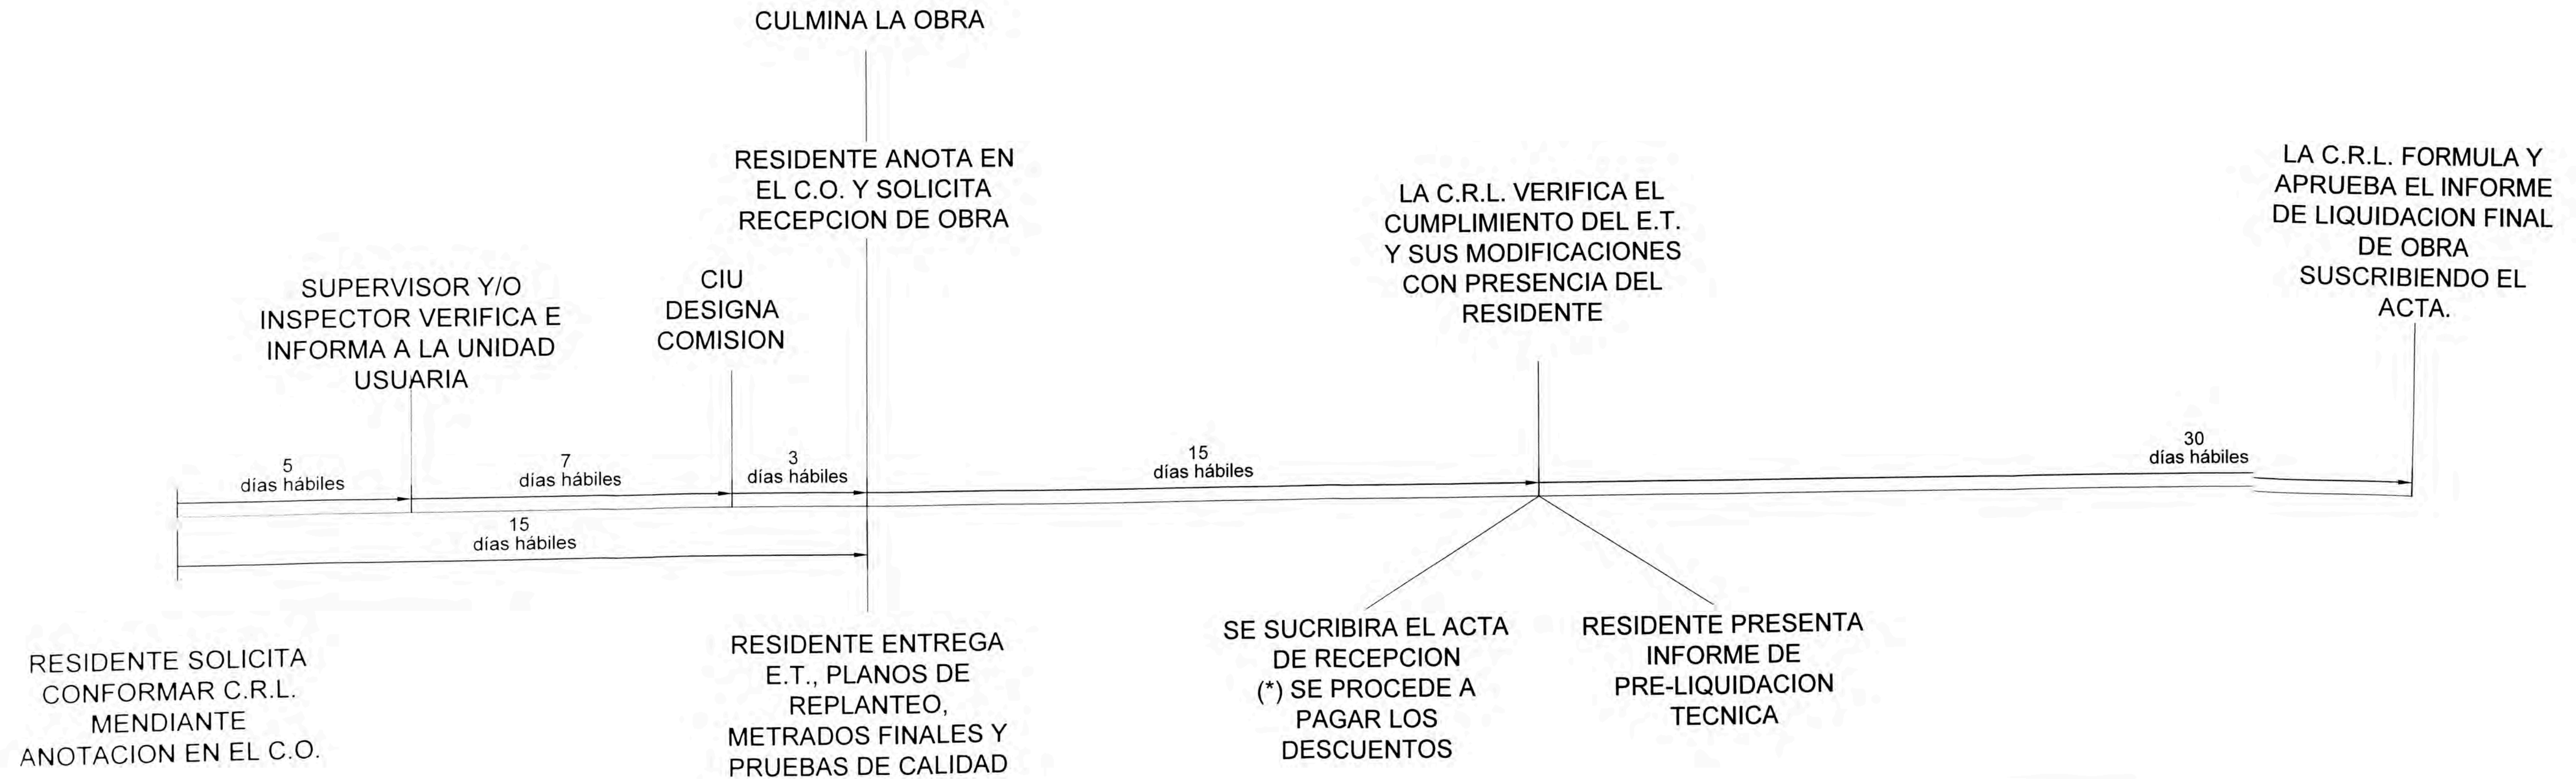 CULMINA LA OBRA
RESIDENTE ANOTA EN
EL C.O. Y SOLICITA
RECEPCION DE OBRA
LA C.R.L. FORMULA Y
APRUEBA EL INFORME
DE LIQUIDACION FINAL
DE OBRA
SUSCRIBIENDO EL
ACTA.
LA C.R.L. VERIFICA EL
CUMPLIMIENTO DEL E.T.
Y SUS MODIFICACIONES
CON PRESENCIA DEL
RESIDENTE
SUPERVISOR Y/O
INSPECTOR VERIFICA E
INFORMA A LA UNIDAD
USUARIA
CIU
DESIGNA
COMISION
5
días hábiles
7
días hábiles
3
días hábiles
15
días hábiles
30
días hábiles
15
días hábiles
RESIDENTE SOLICITA
CONFORMAR C.R.L.
MENDIANTE
ANOTACION EN EL C.O.
RESIDENTE ENTREGA
E.T., PLANOS DE
REPLANTEO,
METRADOS FINALES Y
PRUEBAS DE CALIDAD
SE SUCRIBIRA EL ACTA
DE RECEPCION
(*) SE PROCEDE A
PAGAR LOS
DESCUENTOS
RESIDENTE PRESENTA
INFORME DE
PRE-LIQUIDACION
TECNICA